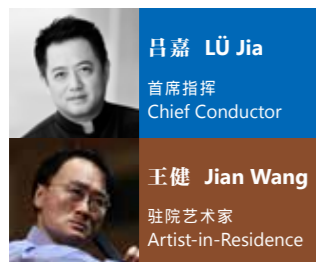 吕嘉 LÜ Jia
首席指挥
Chief Conductor
王健 Jian Wang
驻院艺术家
Artist-in-Residence